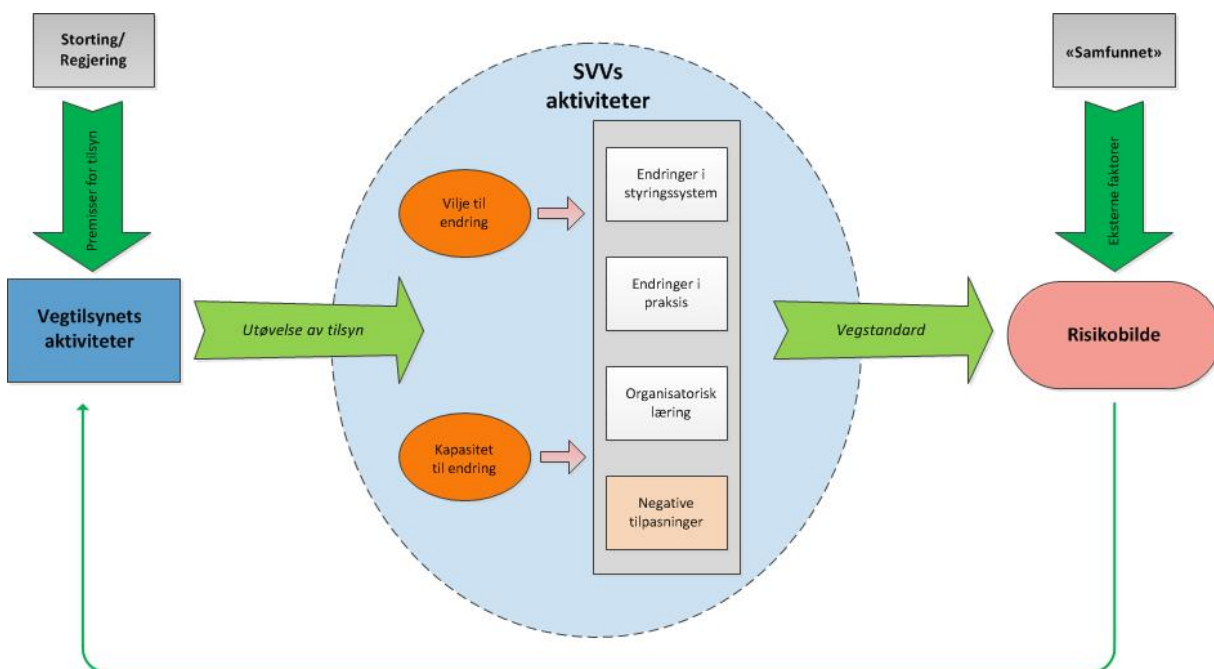 Storting/
Regjering
Premisser for tilsyn
Vegtilsynets
aktiviteter
Utøvelse av tilsyn
SVVs
aktiviteter
Vilje til
endring
Kapasitet
til endring
Endringer i
styringssystem
Endringer i
praksis
Organisatorisk
læring
Negative
tilpasninger
Vegstandard
«Samfunnet»
Eksterne faktorer
Risikobilde